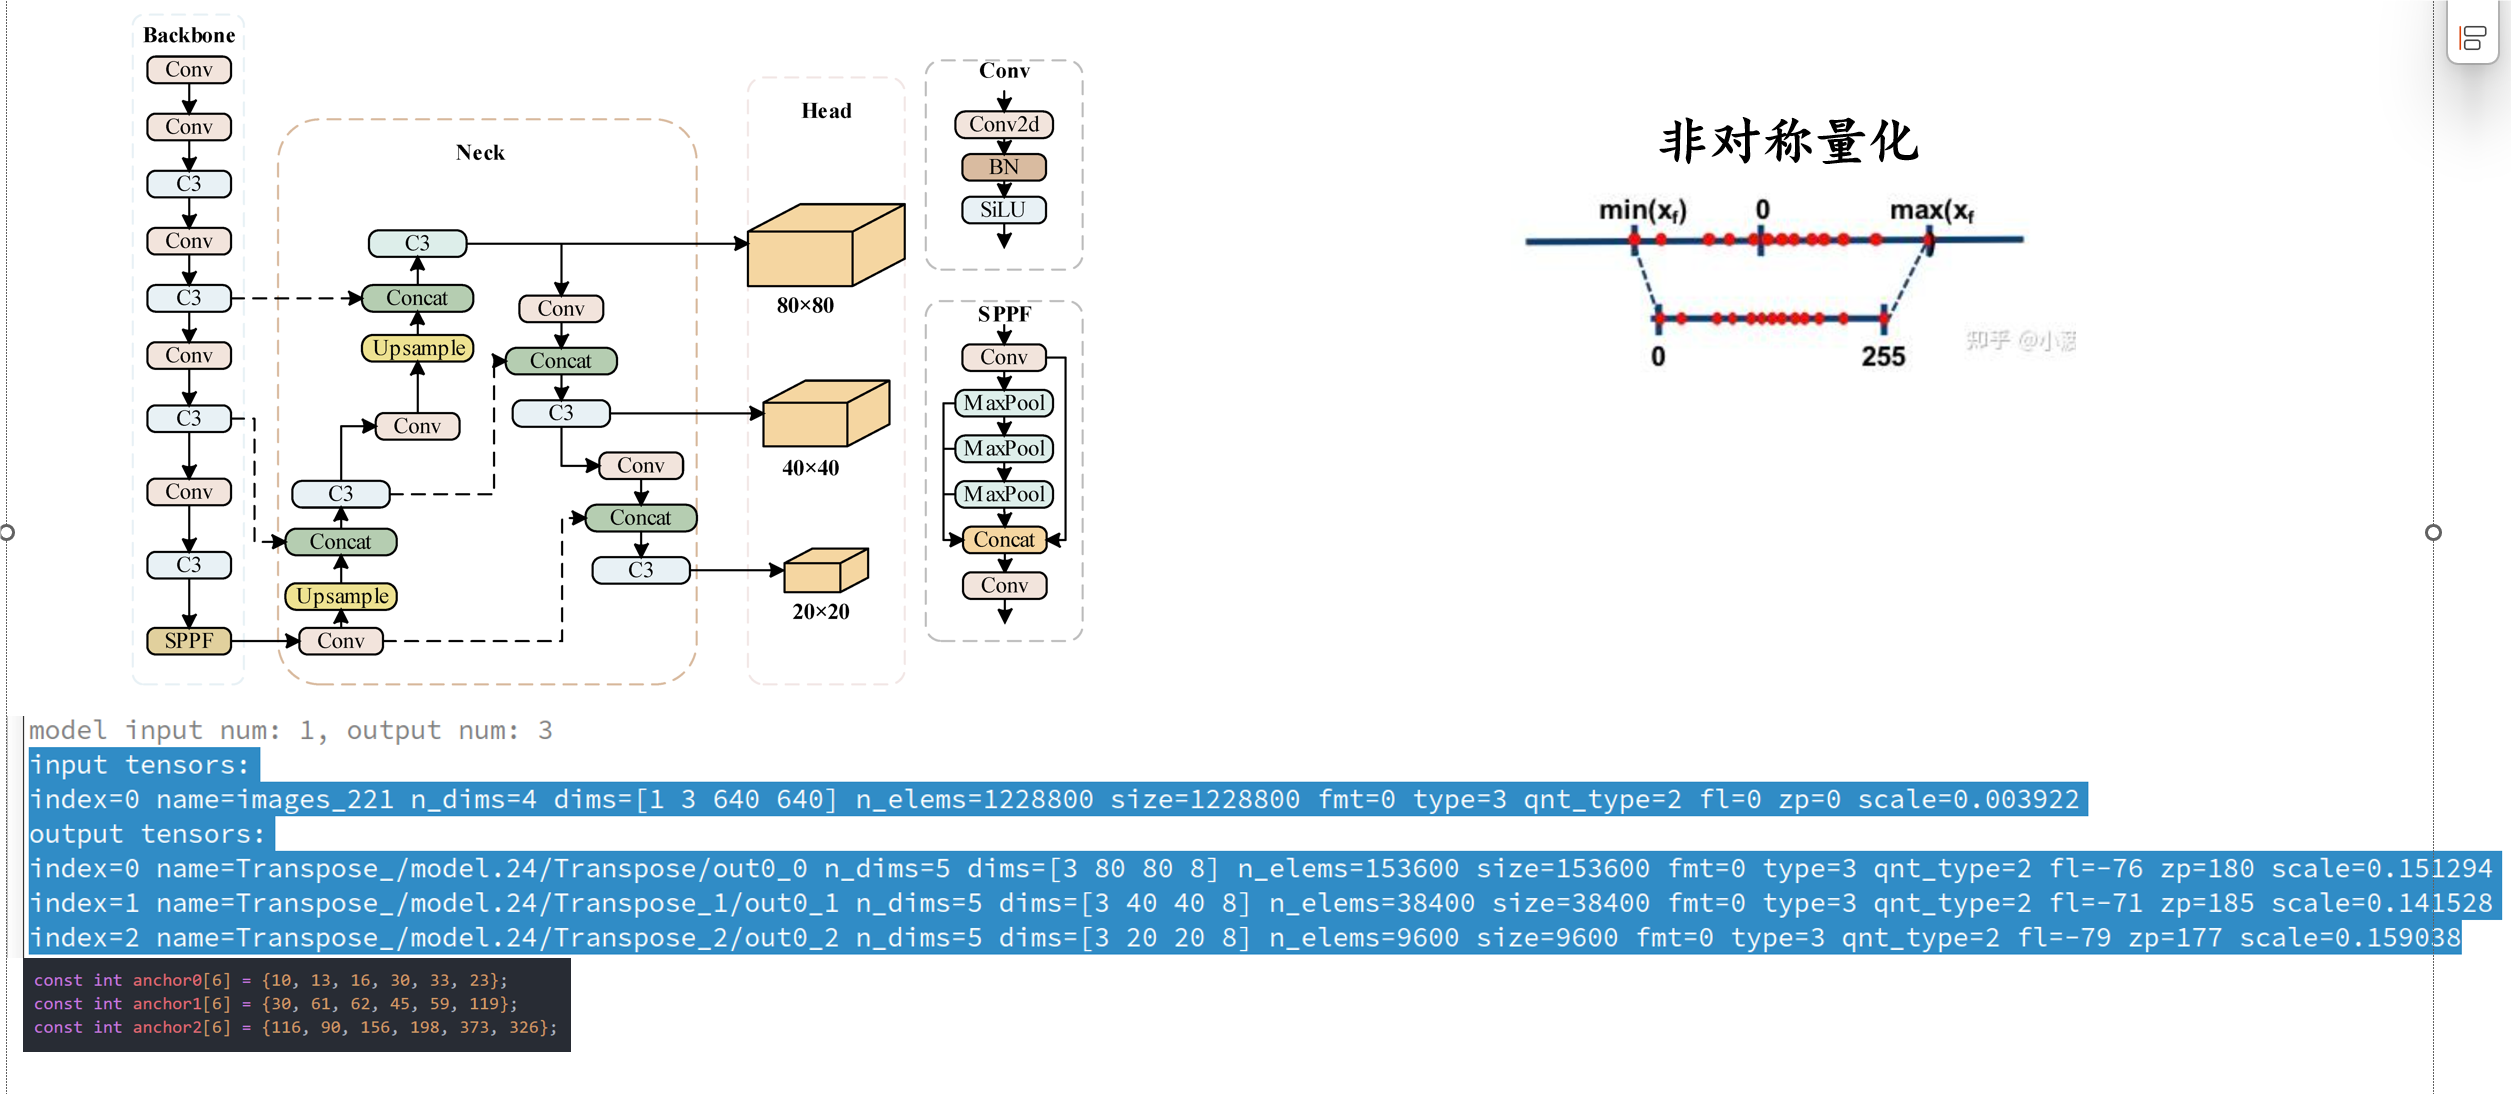 Backbone
Conv
Conv
C3
Conv
C3
Conv
C3
Conv
C3
SPPF
Neck
C3
Concat
Upsample
Conv
C3
Concat
Upsample
Conv
Conv
Concat
C3
Conv
Concat
C3
Head
80×80
40×40
20×20
Conv
Conv2d
BN
SiLU
SPPF
Conv
MaxPool
MaxPool
MaxPool
Concat
Conv
非对称量化
min(xf) 0 max(xf
0 255
知乎 @小
model input num: 1, output num: 3
input tensors:
index=0 name=images_221 n_dims=4 dims=[1 3 640 640] n_elems=1228800 size=1228800 fmt=0 type=3 qnt_type=2 fl=0 zp=0 scale=0.003922
output tensors:
index=0 name=Transpose_/model.24/Transpose/out0_0 n_dims=5 dims=[3 80 80 8] n_elems=153600 size=153600 fmt=0 type=3 qnt_type=2 fl=-76 zp=180 scale=0.151294
index=1 name=Transpose_/model.24/Transpose_1/out0_1 n_dims=5 dims=[3 40 40 8] n_elems=38400 size=38400 fmt=0 type=3 qnt_type=2 fl=-71 zp=185 scale=0.141528
index=2 name=Transpose_/model.24/Transpose_2/out0_2 n_dims=5 dims=[3 20 20 8] n_elems=9600 size=9600 fmt=0 type=3 qnt_type=2 fl=-79 zp=177 scale=0.159038
const int anchor0[6] = {10, 13, 16, 30, 33, 23};
const int anchor1[6] = {30, 61, 62, 45, 59, 119};
const int anchor2[6] = {116, 90, 156, 198, 373, 326};